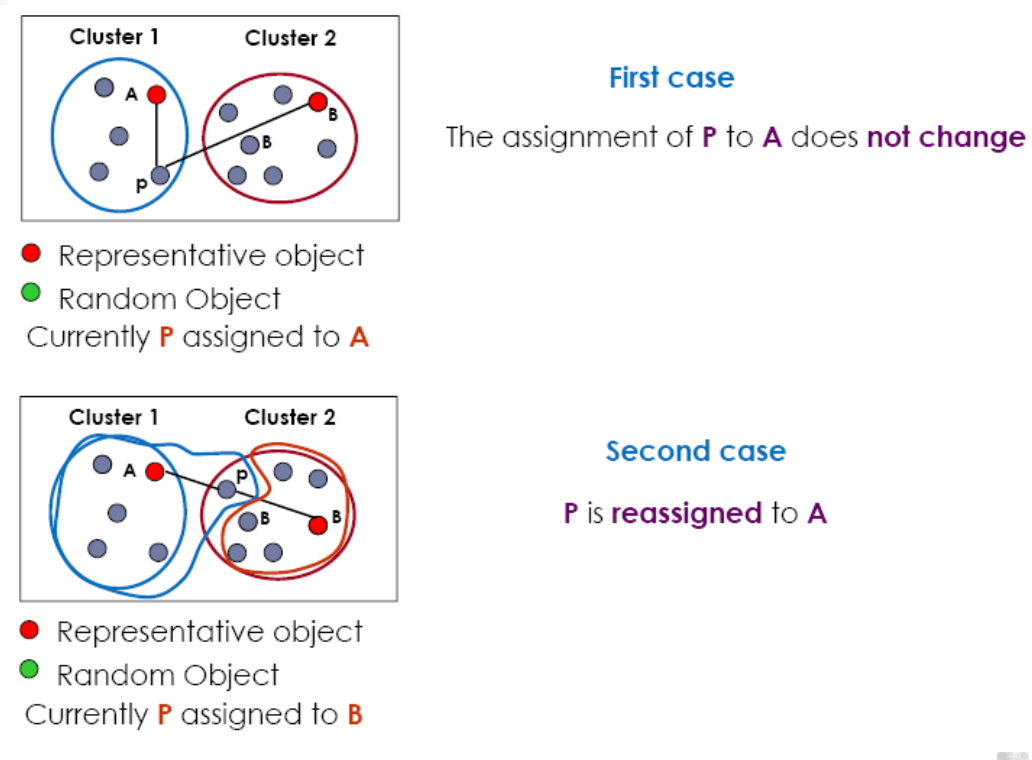 Cluster 1
Cluster 2
A
B
B
P
First case
The assignment of P to A does not change
Representative object
Random Object
Currently P assigned to A
Cluster 1
Cluster 2
A
p
B
B
Second case
P is reassigned to A
Representative object
Random Object
Currently P assigned to B